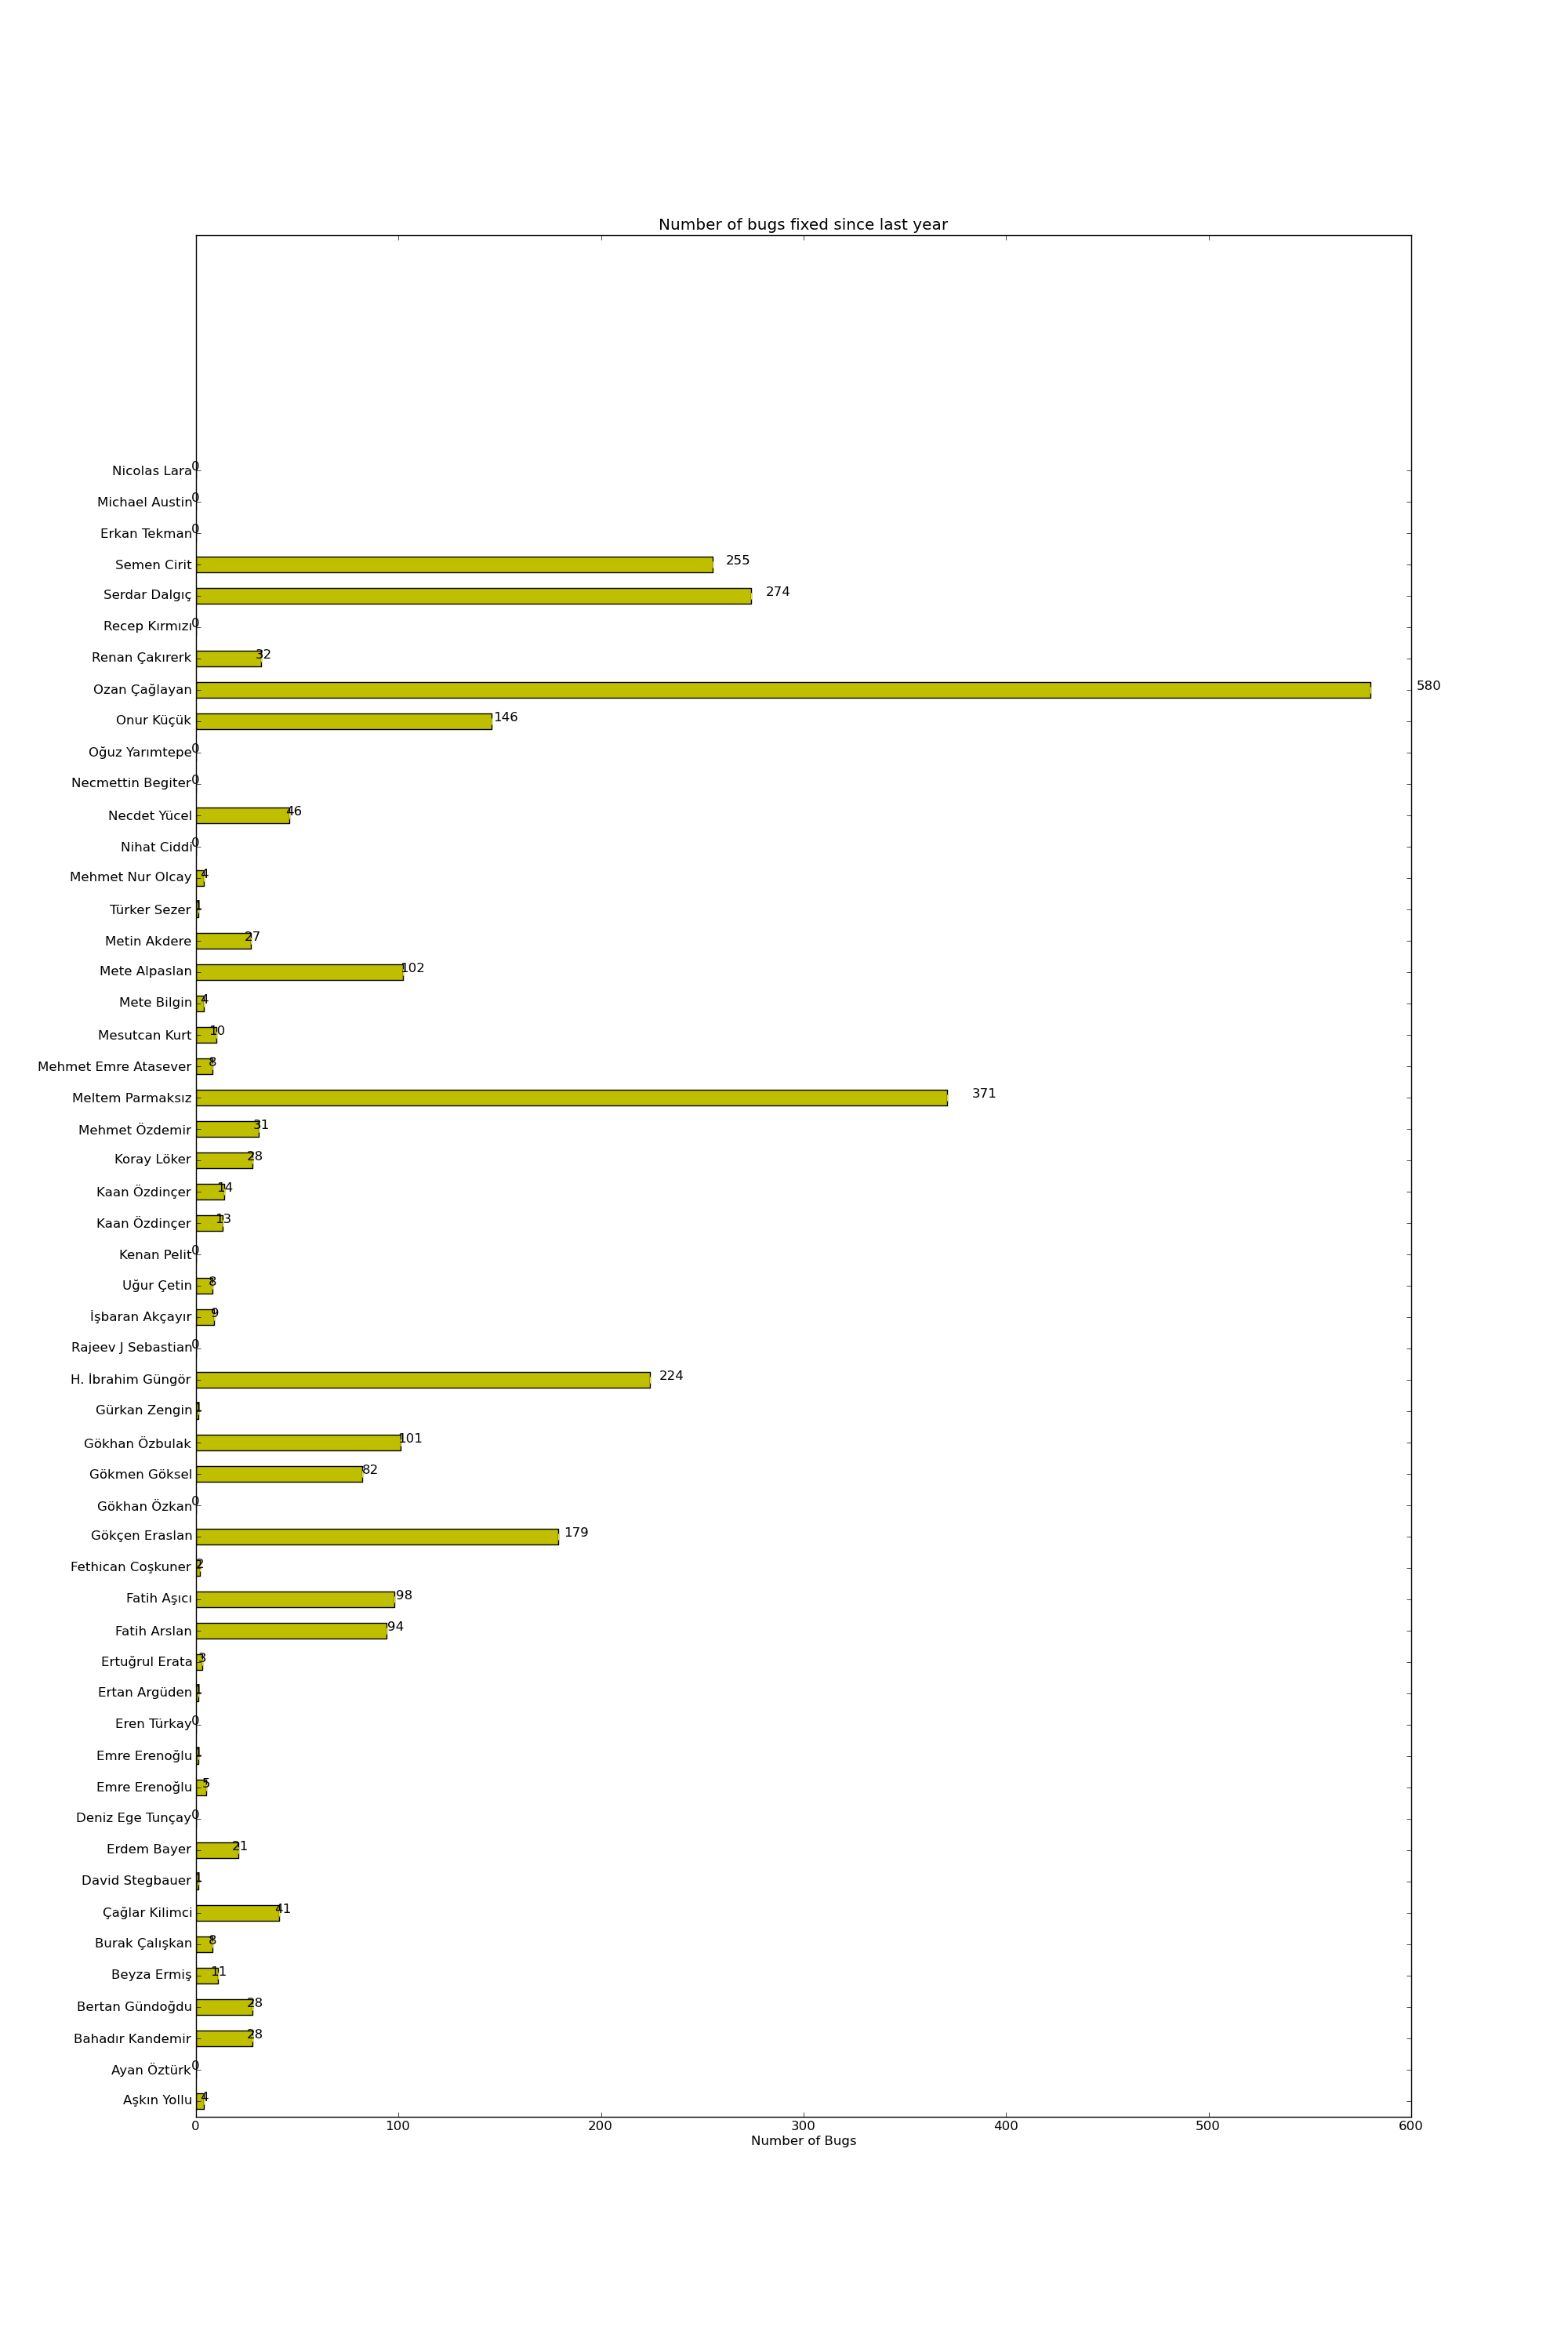 Number of bugs fixed since last year
Nicolas Lara 0
Michael Austin 0
Erkan Tekman 0
Semen Cirit 255
Serdar Dalgıç 274
Recep Kırmızı 0
Renan Çakırerk 32
Ozan Çağlayan 580
Onur Küçük 146
Oğuz Yarımtepe 0
Necmettin Begiter 0
Necdet Yücel 46
Nihat Ciddi 0
Mehmet Nur Olcay 4
Türker Sezer 1
Metin Akdere 27
Mete Alpaslan 102
Mete Bilgin 4
Mesutcan Kurt 10
Mehmet Emre Atasever 8
Meltem Parmaksız 371
Mehmet Özdemir 31
Koray Löker 28
Kaan Özdinçer 14
Kaan Özdinçer 13
Kenan Pelit 0
Uğur Çetin 8
İşbaran Akçayır 9
Rajeev J Sebastian 0
H. İbrahim Güngör 224
Gürkan Zengin 1
Gökhan Özbulak 101
Gökmen Göksel 82
Gökhan Özkan 0
Gökçen Eraslan 179
Fethican Coşkuner 2
Fatih Aşıcı 98
Fatih Arslan 94
Ertuğrul Erata 3
Ertan Argüden 1
Eren Türkay 0
Emre Erenoğlu 1
Emre Erenoğlu 5
Deniz Ege Tunçay 0
Erdem Bayer 21
David Stegbauer 1
Çağlar Kilimci 41
Burak Çalışkan 8
Beyza Ermiş 11
Bertan Gündoğdu 28
Bahadır Kandemir 28
Ayan Öztürk 0
Aşkın Yollu 4
0 100 200 300 400 500 600
Number of Bugs